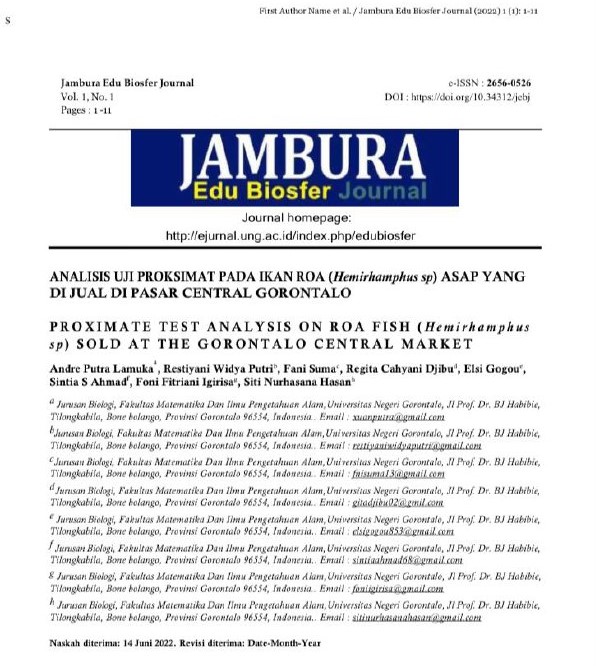 First Author Name et al. / Jambura Edu Biosfer Journal (2022) 1 (1): 1-11
S
Jambura Edu Biosfer Journal
Vol. 1, No. 1
Pages : 1-11
e-ISSN : 2656-0526
DOI : https://doi.org/10.34312/jebj
JAMBURA
Edu Biosfer Journal
Journal homepage:
http://ejurnal.ung.ac.id/index.php/edubiosfer
ANALISIS UJI PROKSIMAT PADA IKAN ROA (Hemirhamphus sp) ASAP YANG
DI JUAL DI PASAR CENTRAL GORONTALO
PROXIMATE TEST ANALYSIS ON ROA FISH (Hemirhamphus
sp) SOLD AT THE GORONTALO CENTRAL MARKET
Andre Putra Lamuka, Restiyani Widya Putri, Fani Suma, Regita Cahyani Djibu, Elsi Gogou,
Sintia S Ahmad, Foni Fitriani Igirisa, Siti Nurhasana Hasan
a Jurusan Biologi, Fakultas Matematika Dan Ilmu Pengetahuan Alam, Universitas Negeri Gorontalo, Jl Prof. Dr. BJ Habibie,
Tilongkabila, Bone bolango, Provinsi Gorontalo 96554, Indonesia.. Email : xuanputra@gmail.com
b Jurusan Biologi, Fakultas Matematika Dan Ilmu Pengetahuan Alam, Universitas Negeri Gorontalo, Jl Prof. Dr. BJ Habibie,
Tilongkabila, Bone bolango, Provinsi Gorontalo 96554, Indonesia.. Email : restiyaniwidyaputri@gmail.com
c Jurusan Biologi, Fakultas Matematika Dan Ilmu Pengetahuan Alam, Universitas Negeri Gorontalo, Jl Prof. Dr. BJ Habibie,
Tilongkabila, Bone bolango, Provinsi Gorontalo 96554, Indonesia.. Email : fnisuma13@gmail.com
d Jurusan Biologi, Fakultas Matematika Dan Ilmu Pengetahuan Alam, Universitas Negeri Gorontalo, Jl Prof. Dr. BJ Habibie,
Tilongkabila, Bone bolango, Provinsi Gorontalo 96554, Indonesia.. Email : gitadjibu02@gmil.com
e Jurusan Biologi, Fakultas Matematika Dan Ilmu Pengetahuan Alam, Universitas Negeri Gorontalo, Jl Prof. Dr. BJ Habibie,
Tilongkabila, Bone bolango, Provinsi Gorontalo 96554, Indonesia.. Email : elsigogou853@gmail.com
f Jurusan Biologi, Fakultas Matematika Dan Ilmu Pengetahuan Alam, Universitas Negeri Gorontalo, Jl Prof. Dr. BJ Habibie,
Tilongkabila, Bone bolango, Provinsi Gorontalo 96554, Indonesia.. Email : sintiaahmad68@gmail.com
g Jurusan Biologi, Fakultas Matematika Dan Ilmu Pengetahuan Alam, Universitas Negeri Gorontalo, Jl Prof. Dr. BJ Habibie,
Tilongkabila, Bone bolango, Provinsi Gorontalo 96554, Indonesia.. Email : foniigirisa@gmail.com
h Jurusan Biologi, Fakultas Matematika Dan Ilmu Pengetahuan Alam, Universitas Negeri Gorontalo, Jl Prof. Dr. BJ Habibie,
Tilongkabila, Bone bolango, Provinsi Gorontalo 96554, Indonesia.. Email : sitinurhasanahasan@gmail.com
Naskah diterima: 14 Juni 2022. Revisi diterima: Date-Month-Year